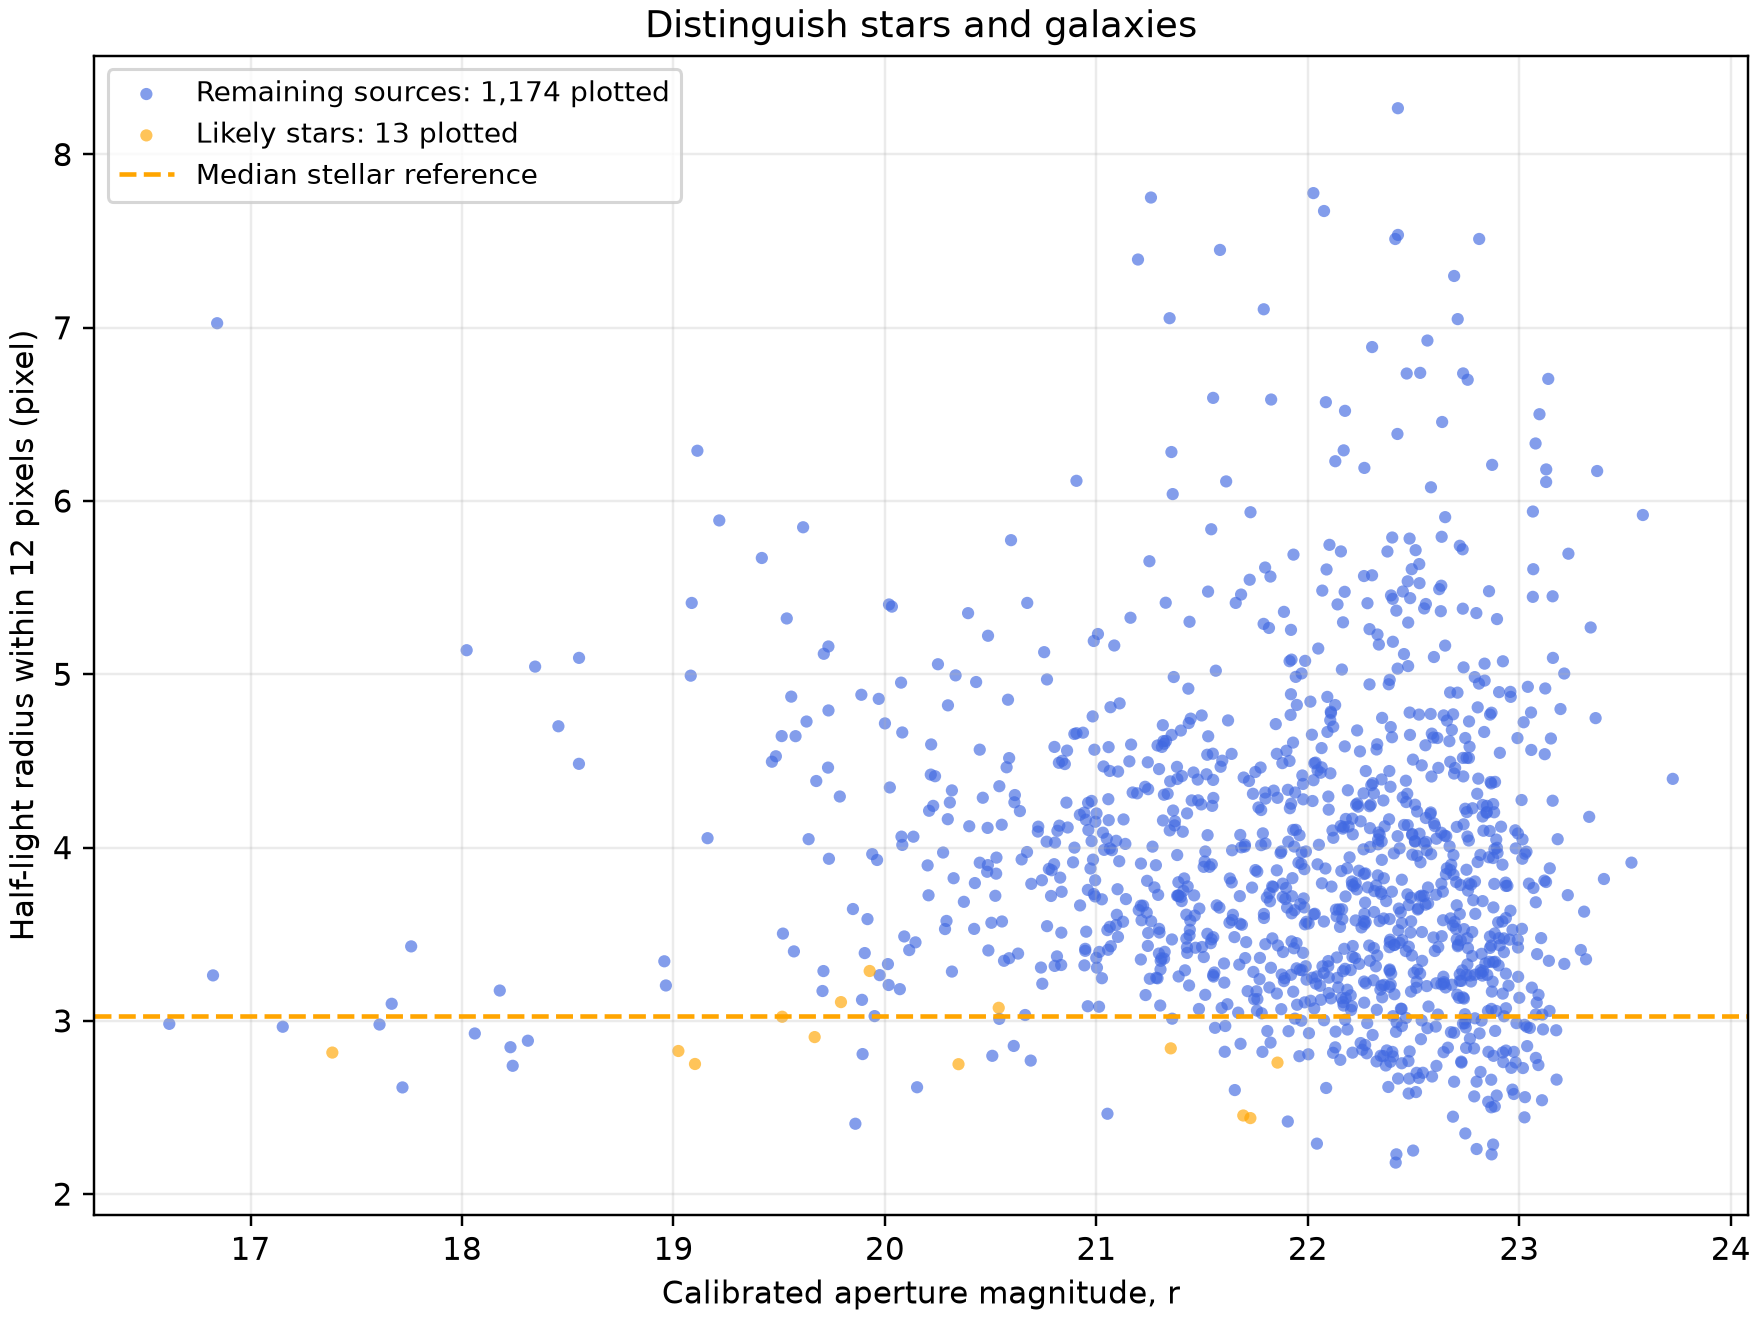 Distinguish stars and galaxies
Remaining sources: 1,174 plotted
Likely stars: 13 plotted
Median stellar reference
Half-light radius within 12 pixels (pixel)
8
7
6
5
4
3
2
17 18 19 20 21 22 23 24
Calibrated aperture magnitude, r